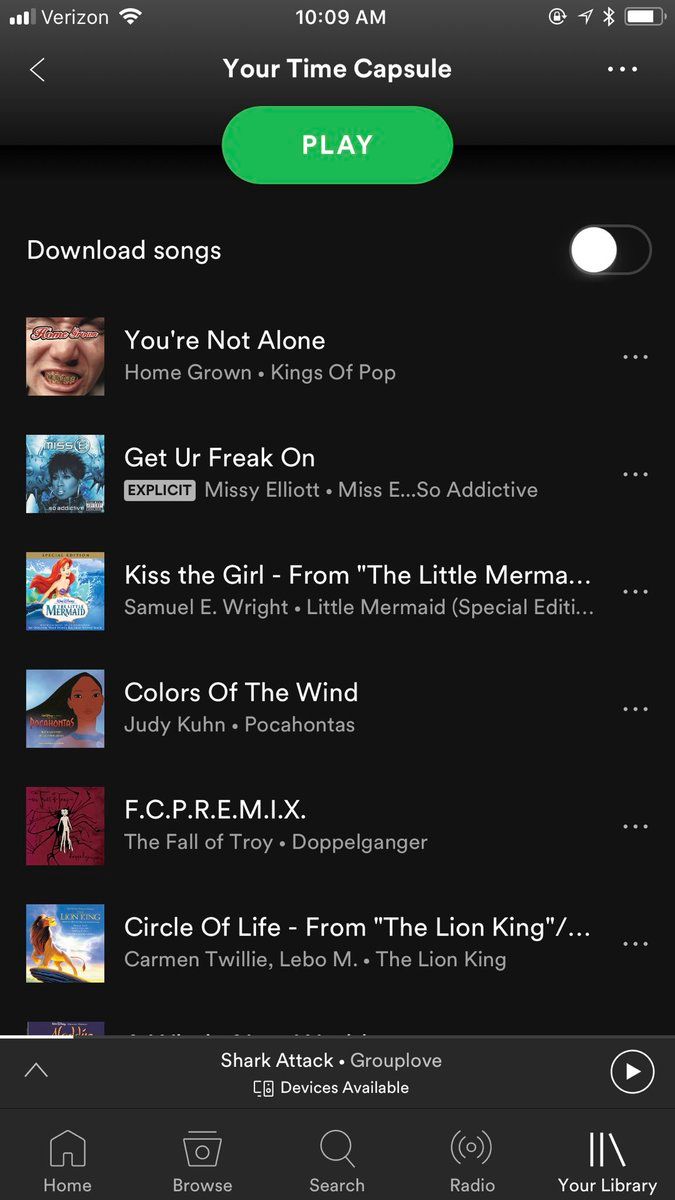 Verizon 10:09 AM
Your Time Capsule
PLAY
Download songs
Home Grown
You're Not Alone
Home Grown • Kings Of Pop
MISS E
...so addictive
Get Ur Freak On
EXPLICIT Missy Elliott • Miss E...So Addictive
SPECIAL EDITION
THE LITTLE
MERMAID
Kiss the Girl - From "The Little Merma...
Samuel E. Wright • Little Mermaid (Special Editi...
POCAHONTAS
Colors Of The Wind
Judy Kuhn • Pocahontas
F.C.P.R.E.M.I.X.
The Fall of Troy • Doppelganger
THE LION KING
Circle Of Life - From "The Lion King"/...
Carmen Twillie, Lebo M. • The Lion King
Aladdin
Shark Attack • Grouplove
Devices Available
Home
Browse
Search
Radio
Your Library